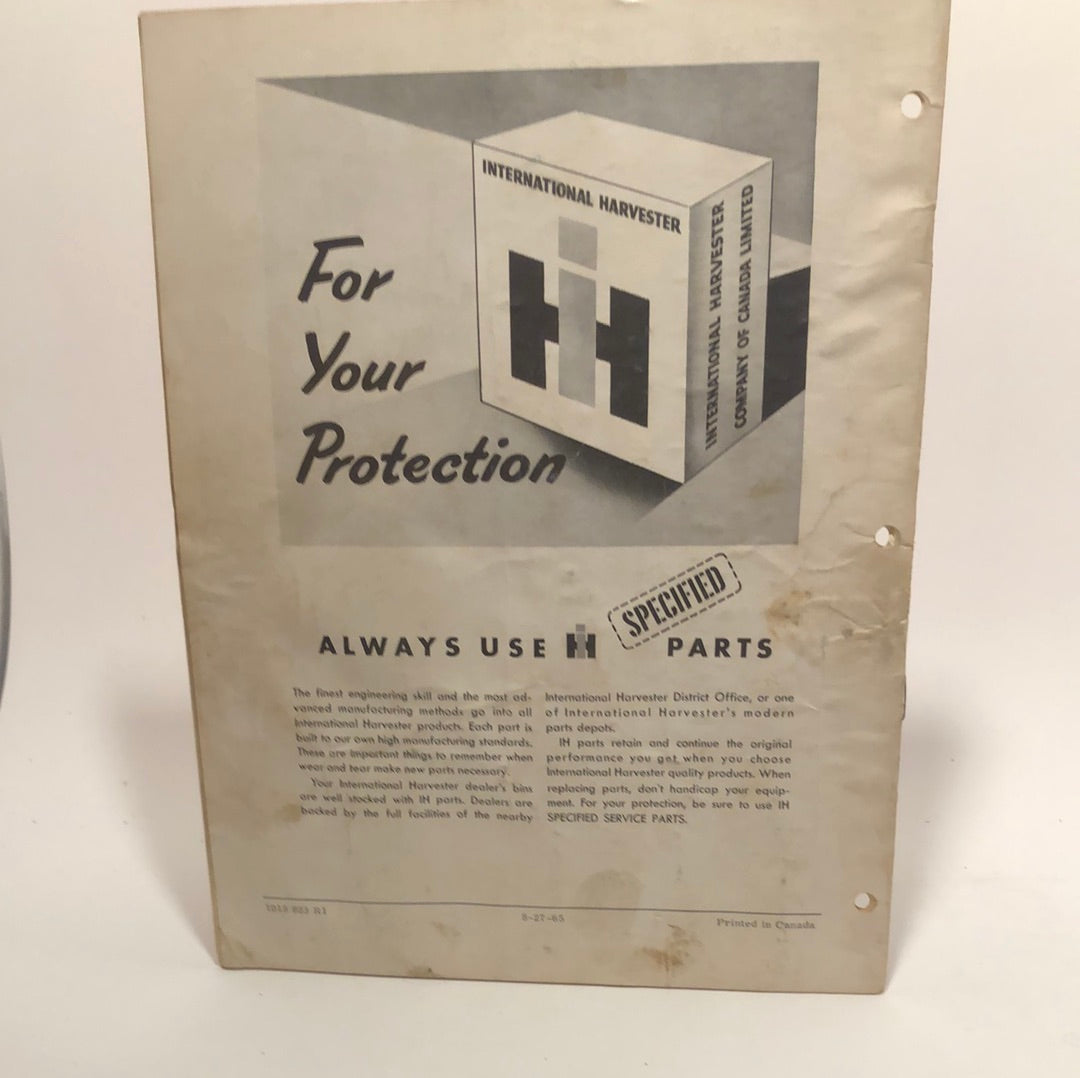 INTERNATIONAL HARVESTER
IH
INTERNATIONAL HARVESTER
COMPANY OF CANADA LIMITED
For
Your
Protection
SPECIFIED
ALWAYS USE IH PARTS
The finest engineering skill and the most ad-
vanced manufacturing methods go into all
International Harvester products. Each part is
built to our own high manufacturing standards.
These are important things to remember when
wear and tear make new parts necessary.
Your International Harvester dealer's bins
are well stocked with IH parts. Dealers are
backed by the full facilities of the nearby
International Harvester District Office, or one
of International Harvester's modern
parts depots.
IH parts retain and continue the original
performance you get when you choose
International Harvester quality products. When
replacing parts, don't handicap your equip-
ment. For your protection, be sure to use IH
SPECIFIED SERVICE PARTS.
R1
8-27-65
Printed in Canada